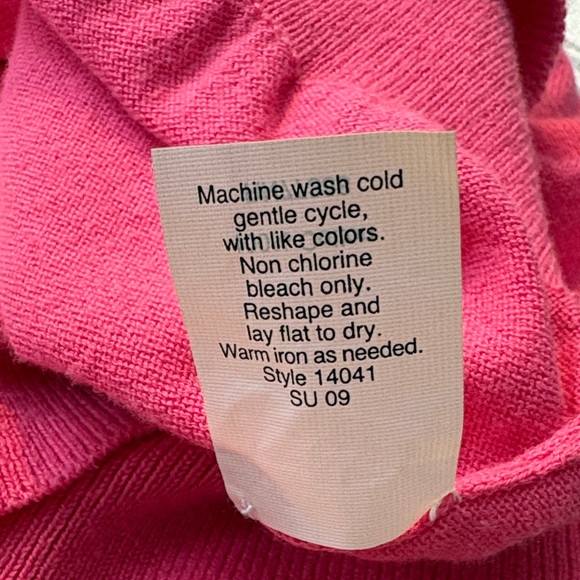 Machine wash cold
gentle cycle,
with like colors.
Non chlorine
bleach only.
Reshape and
lay flat to dry.
Warm iron as needed.
Style 14041
SU 09